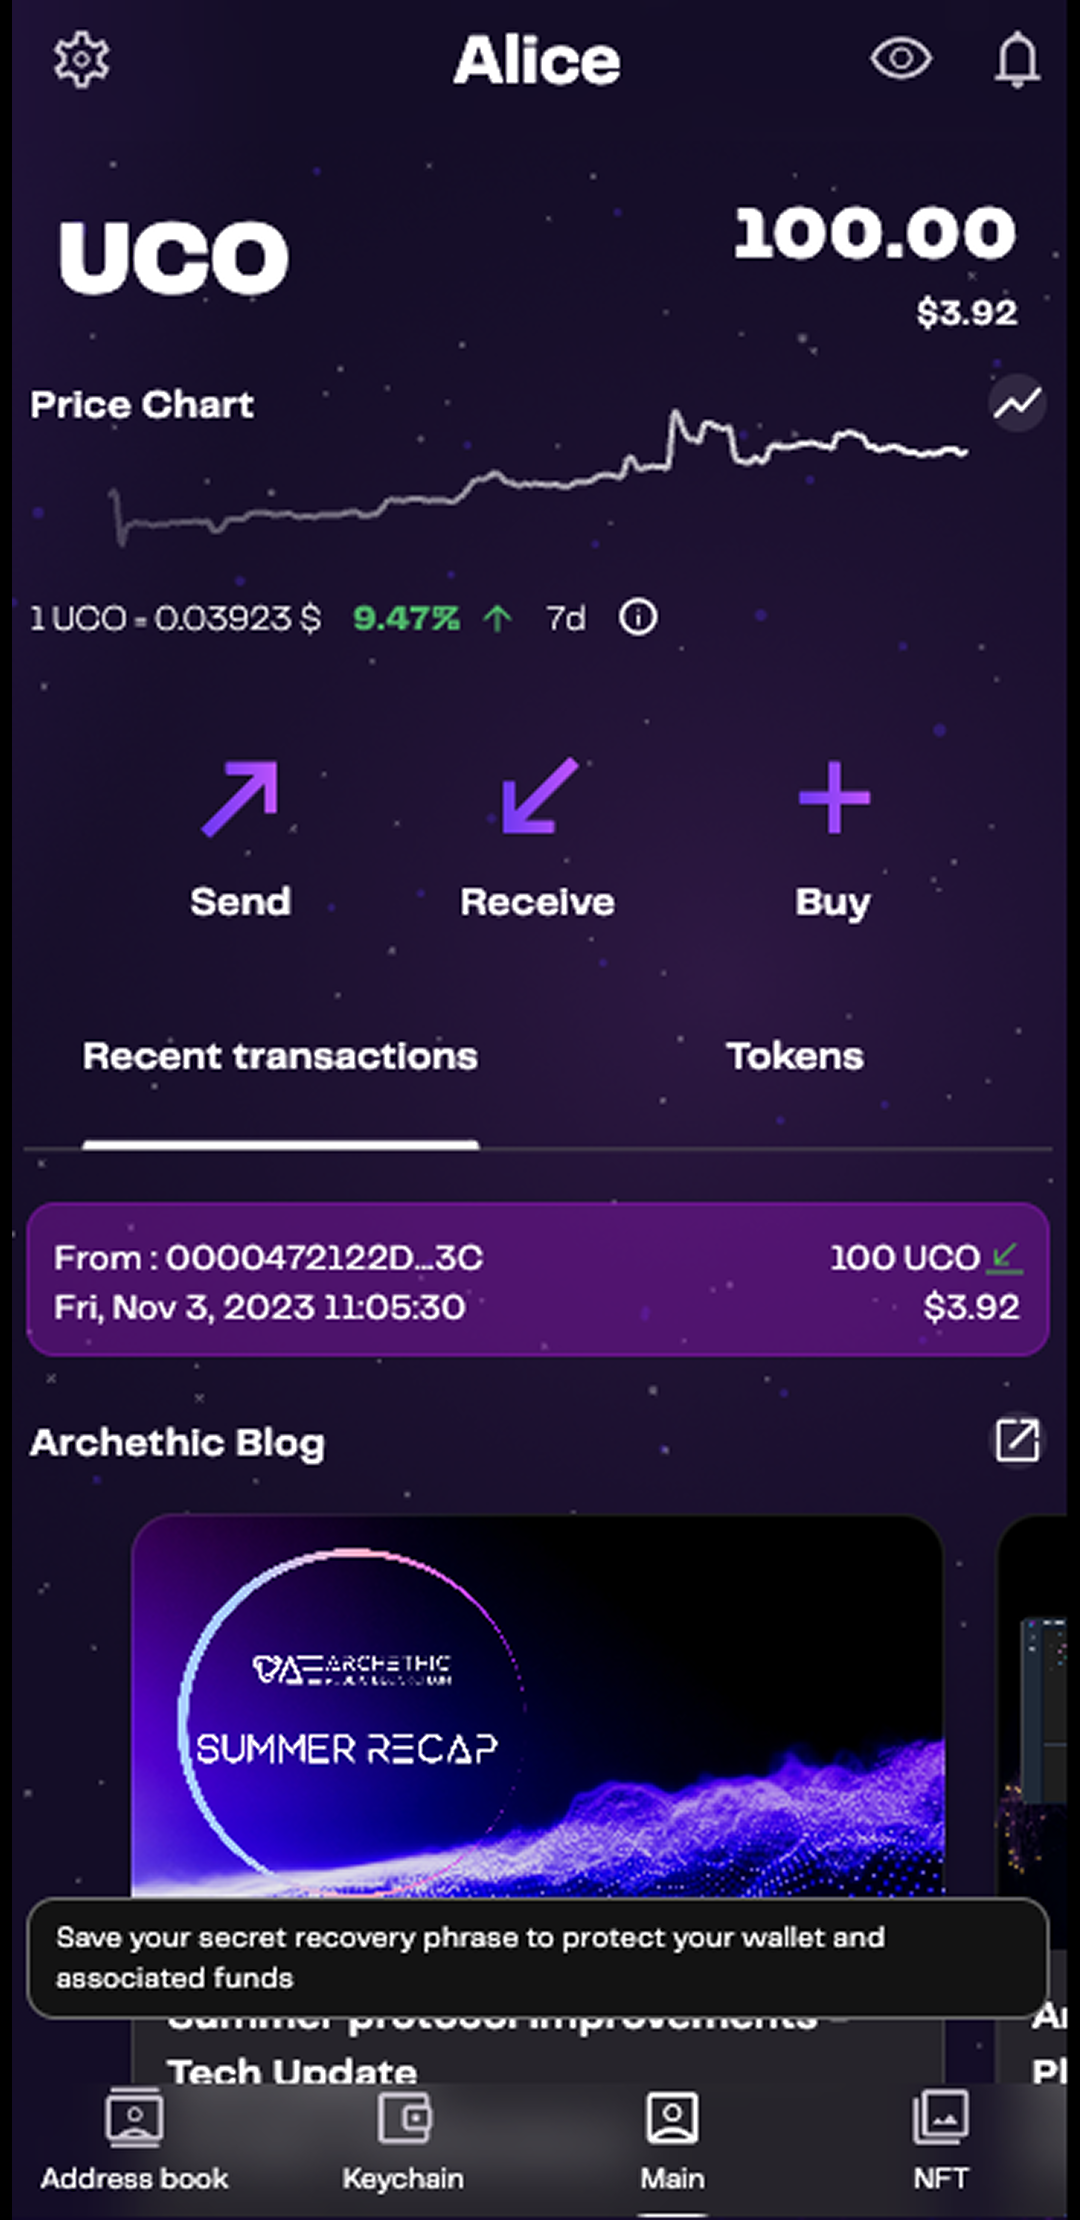 Alice
UCO
100.00
$3.92
Price Chart
1 UCO = 0.03923 $ 9.47% ↑ 7d
Send
Receive
Buy
Recent transactions
Tokens
From : 0000472122D...3C
100 UCO
Fri, Nov 3, 2023 11:05:30
$3.92
Archethic Blog
ARCHETHIC
SUMMER RECAP
Save your secret recovery phrase to protect your wallet and
associated funds
Summer protocol improvements -
Tech Update
Address book
Keychain
Main
NFT